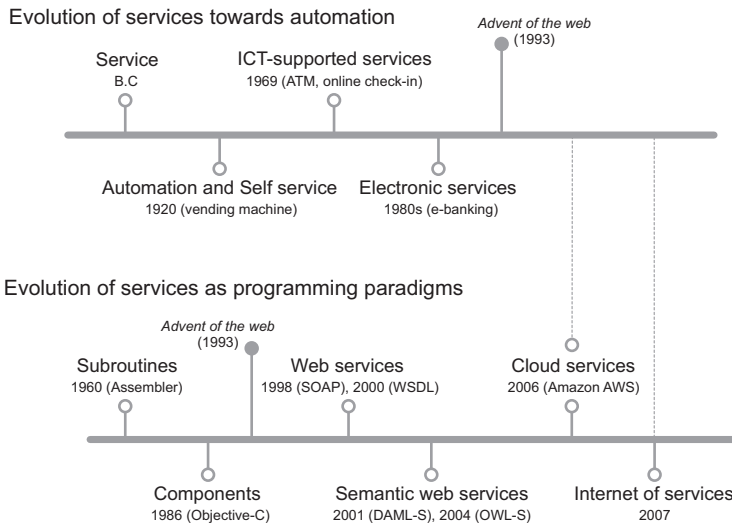 Evolution of services towards automation
Advent of the web
(1993)
Service
B.C
ICT-supported services
1969 (ATM, online check-in)
Automation and Self service
1920 (vending machine)
Electronic services
1980s (e-banking)
Evolution of services as programming paradigms
Advent of the web
(1993)
Subroutines
1960 (Assembler)
Web services
1998 (SOAP), 2000 (WSDL)
Cloud services
2006 (Amazon AWS)
Components
1986 (Objective-C)
Semantic web services
2001 (DAML-S), 2004 (OWL-S)
Internet of services
2007